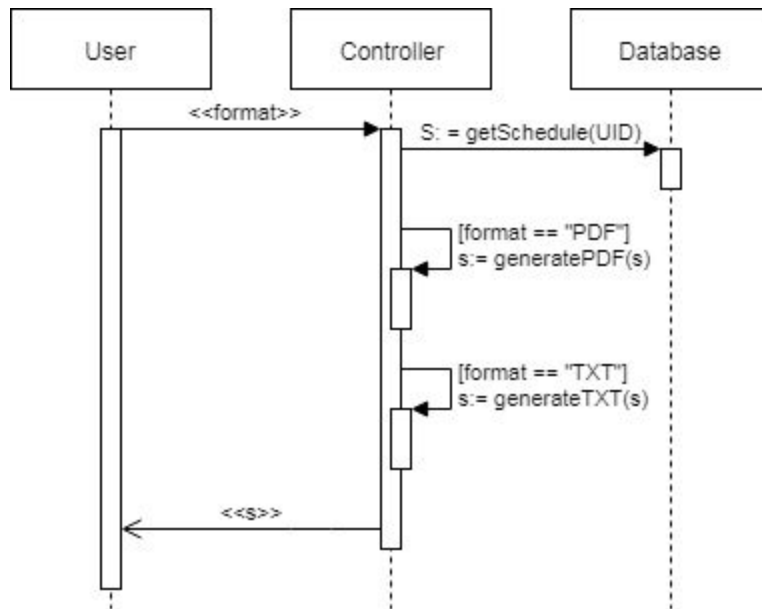 User
Controller
Database
<<format>>
S: = getSchedule(UID)
[format == "PDF"]
s:= generatePDF(s)
[format == "TXT"]
s:= generateTXT(s)
<<s>>